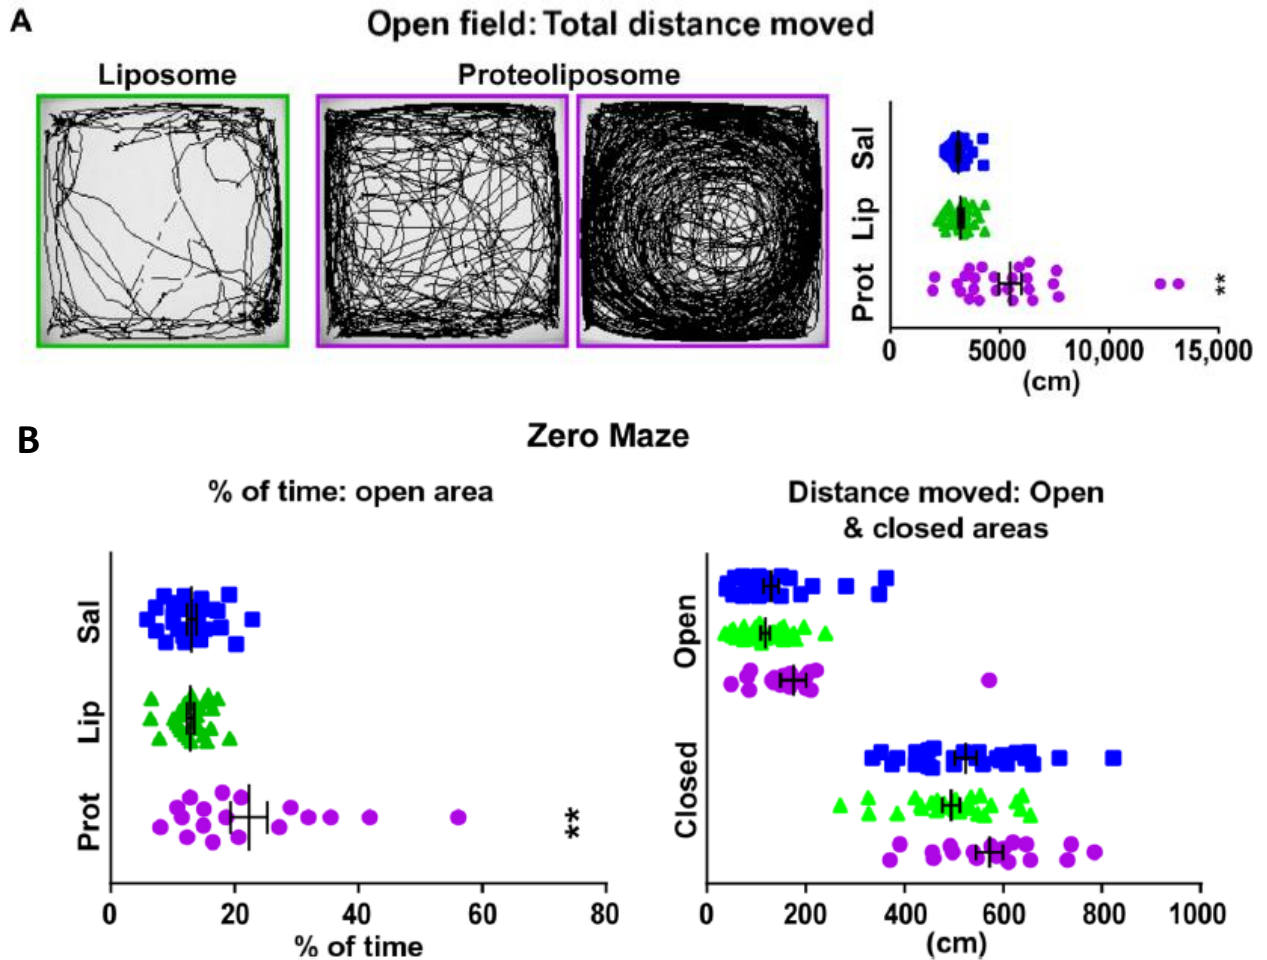 A
Open field: Total distance moved
Liposome
Proteoliposome
Sal
Lip
Prot
**
0
5000
10,000
15,000
(cm)
B
Zero Maze
% of time: open area
Sal
Lip
Prot
**
0
20
40
60
80
% of time
Distance moved: Open
& closed areas
Open
Closed
0
200
400
600
800
1000
(cm)